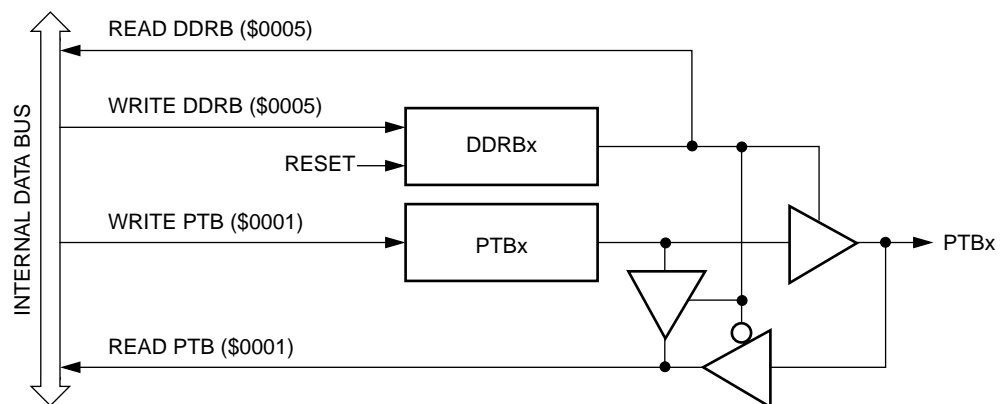 READ DDRB ($0005)
WRITE DDRB ($0005)
DDRBx
RESET
WRITE PTB ($0001)
PTBx
PTBx
READ PTB ($0001)
INTERNAL DATA BUS